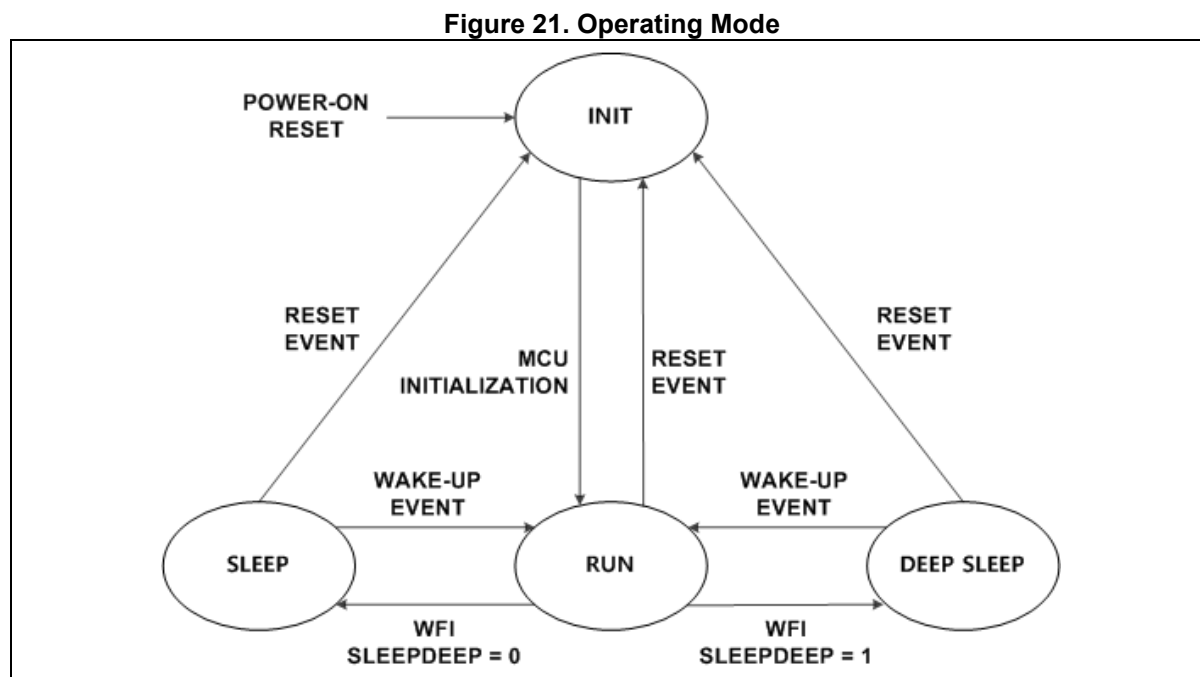 Figure 21. Operating Mode
POWER-ON
RESET
INIT
RESET
EVENT
MCU
INITIALIZATION
RESET
EVENT
RESET
EVENT
WAKE-UP
EVENT
WAKE-UP
EVENT
SLEEP
RUN
DEEP SLEEP
WFI
SLEEPDEEP = 0
WFI
SLEEPDEEP = 1